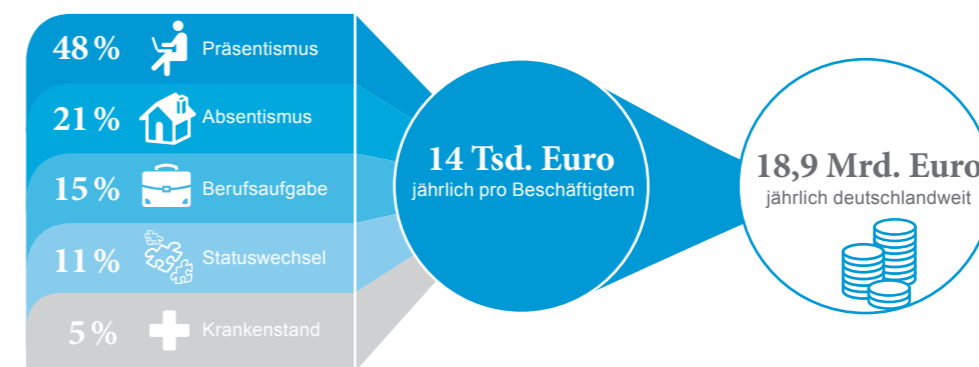 48 % Präsentismus
21 % Absentismus
15 % Berufsaufgabe
11 % Statuswechsel
5 % Krankenstand
14 Tsd. Euro
jährlich pro Beschäftigtem
18,9 Mrd. Euro
jährlich deutschlandweit